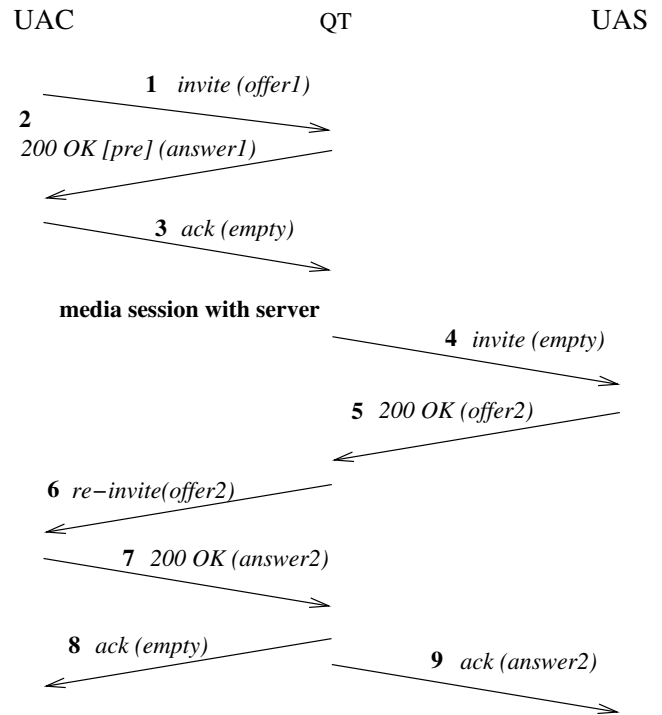 UAC QT UAS
1 invite (offer1)
2
200 OK [pre] (answer1)
3 ack (empty)
media session with server
4 invite (empty)
5 200 OK (offer2)
6 re−invite(offer2)
7 200 OK (answer2)
8 ack (empty)
9 ack (answer2)